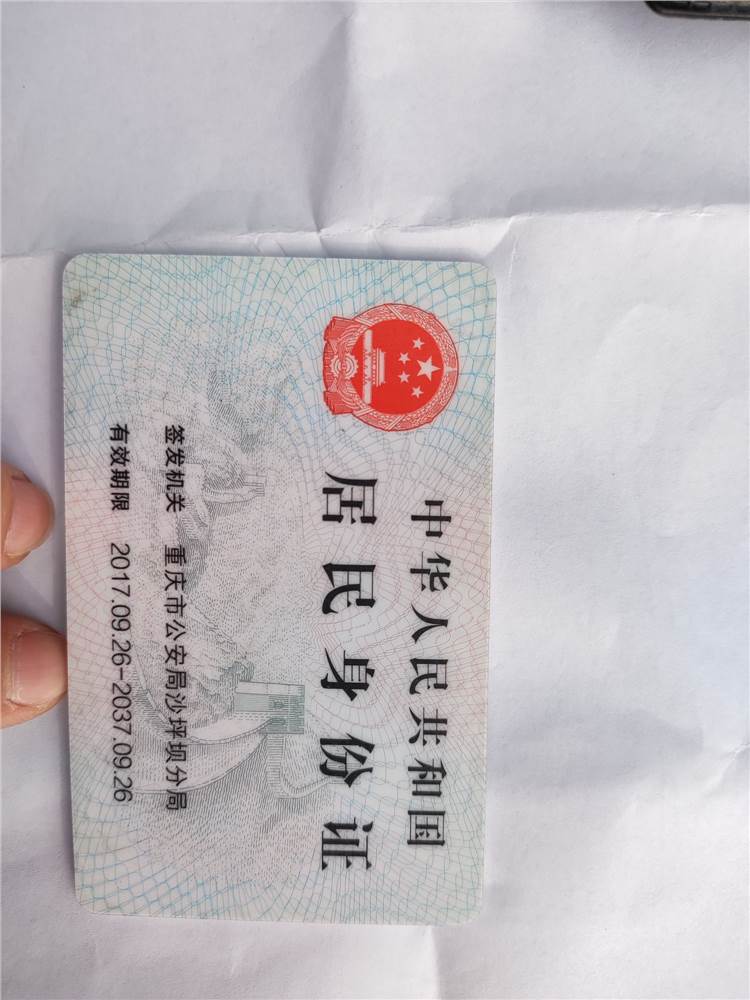 中华人民共和国
居民身份证
签发机关 重庆市公安局沙坪坝分局
有效期限 2017.09.26-2037.09.26